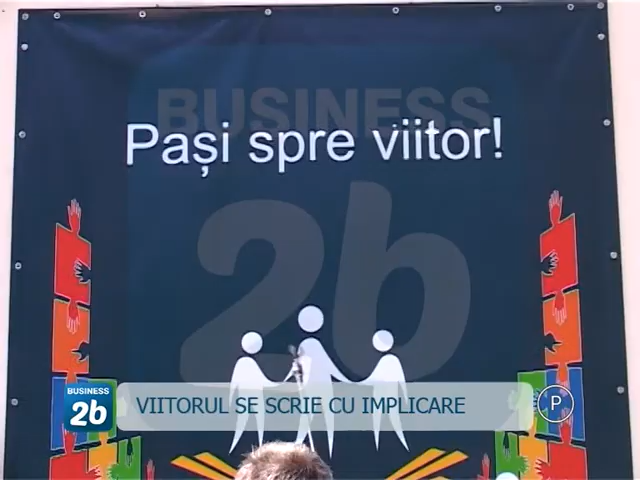 BUSINESS
Pași spre viitor!
2b
BUSINESS
2b
VIITORUL SE SCRIE CU IMPLICARE
P